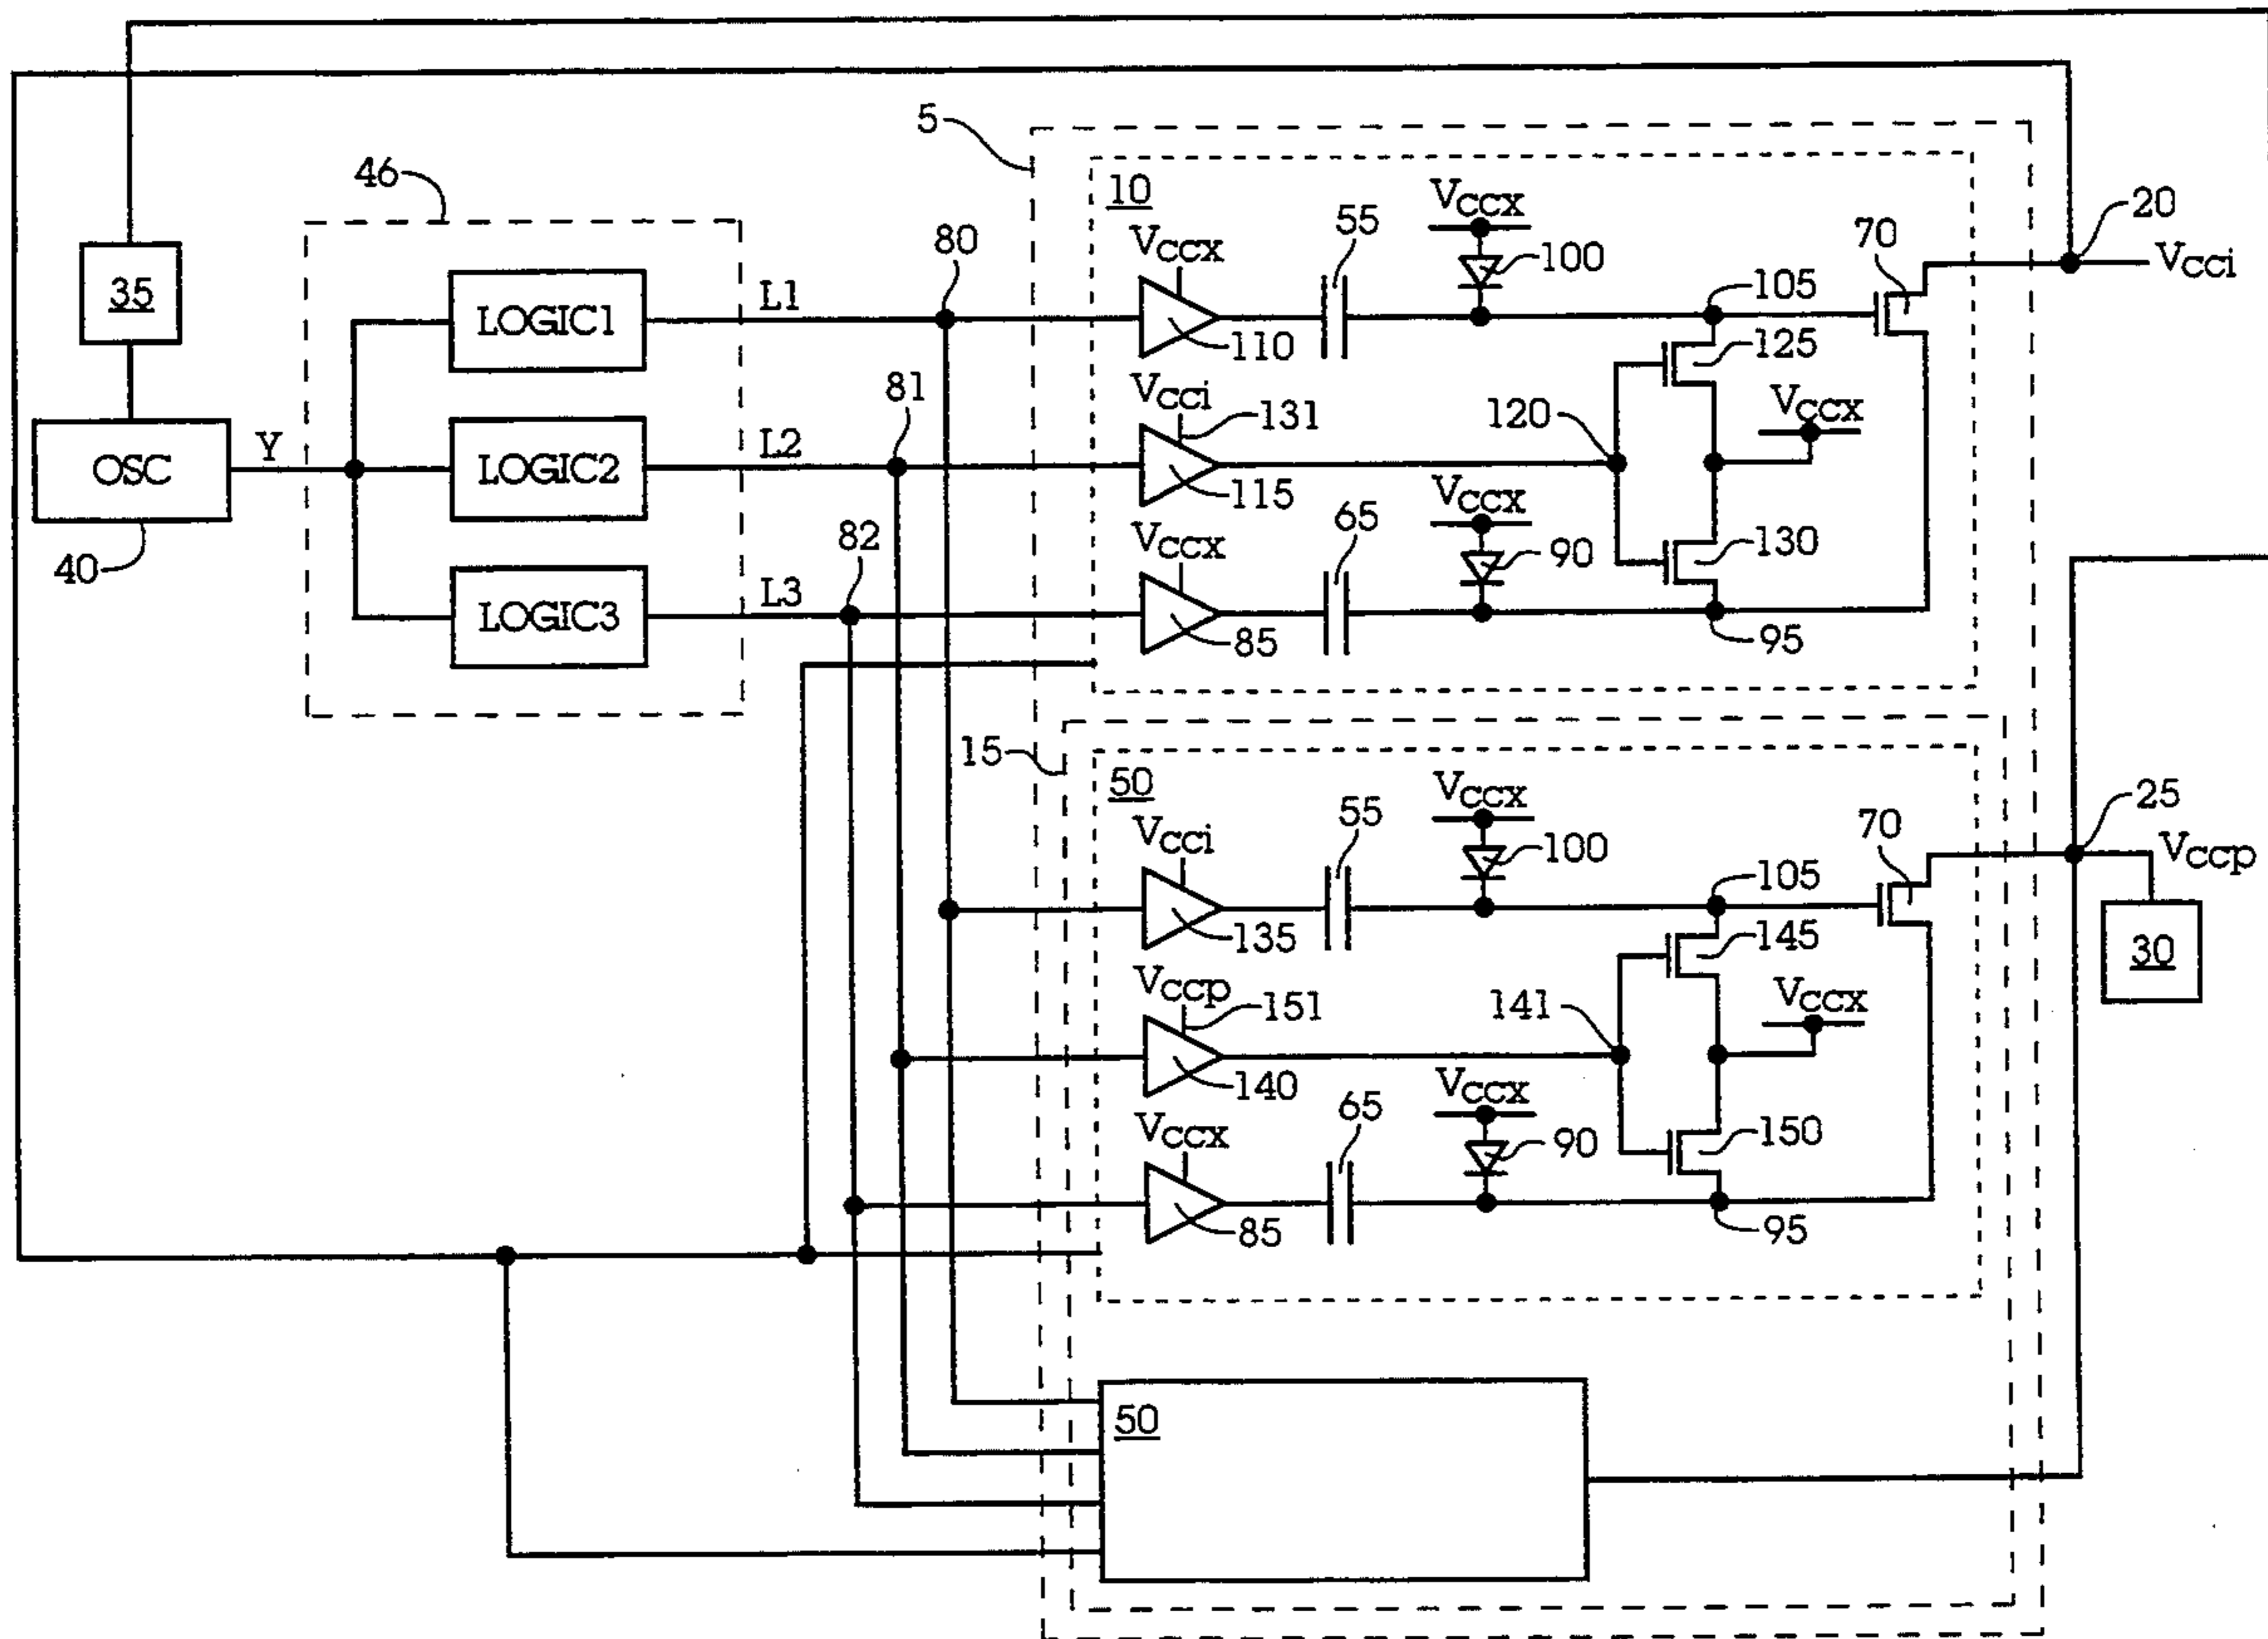 5
46
10
VCCX
55
VCCX
100
105
70
20
VCCi
35
LOGIC1
L1
80
110
125
VCCi
131
120
VCCX
OSC
Y
LOGIC2
L2
81
115
VCCX
65
40
LOGIC3
L3
82
VCCX
90
130
85
95
15
50
VCCi
55
VCCX
100
105
70
25
VCCP
135
145
30
VCCP
151
141
VCCX
140
VCCX
65
VCCX
90
150
85
95
50